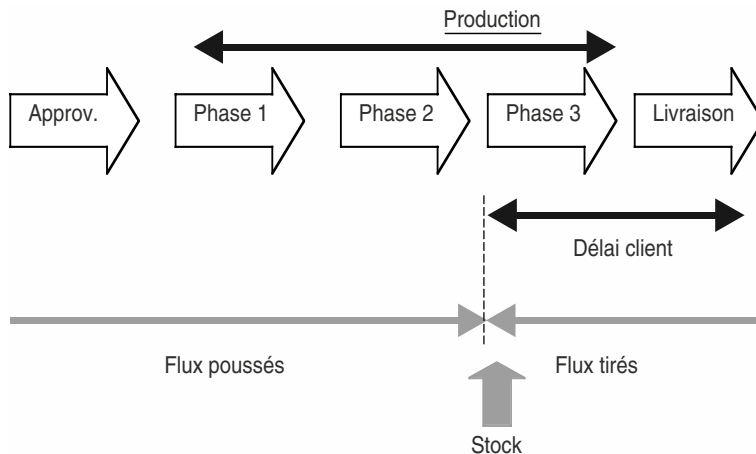 Production
Approv.
Phase 1
Phase 2
Phase 3
Livraison
Délai client
Flux poussés
Flux tirés
Stock